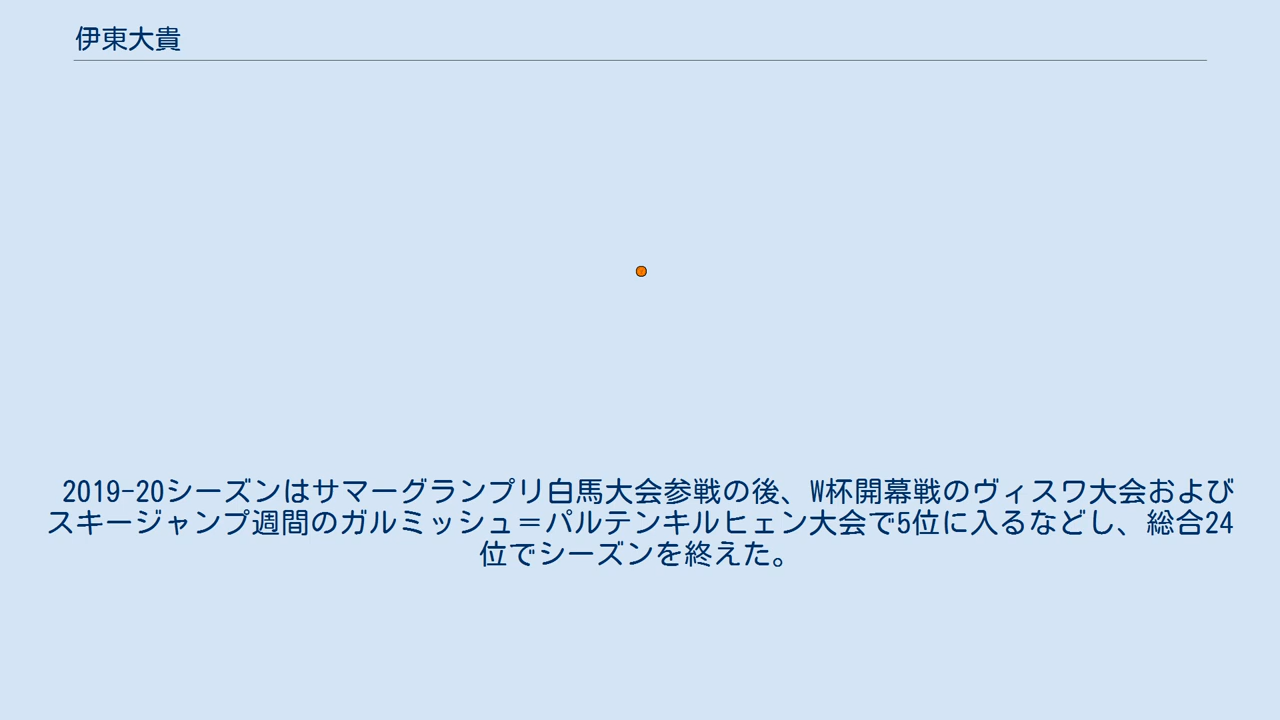 伊東大貴
2019-20シーズンはサマーグランプリ白馬大会参戦の後、W杯開幕戦のヴィスワ大会および
スキージャンプ週間のガルミッシュ＝パルテンキルヒェン大会で5位に入るなどし、総合24
位でシーズンを終えた。